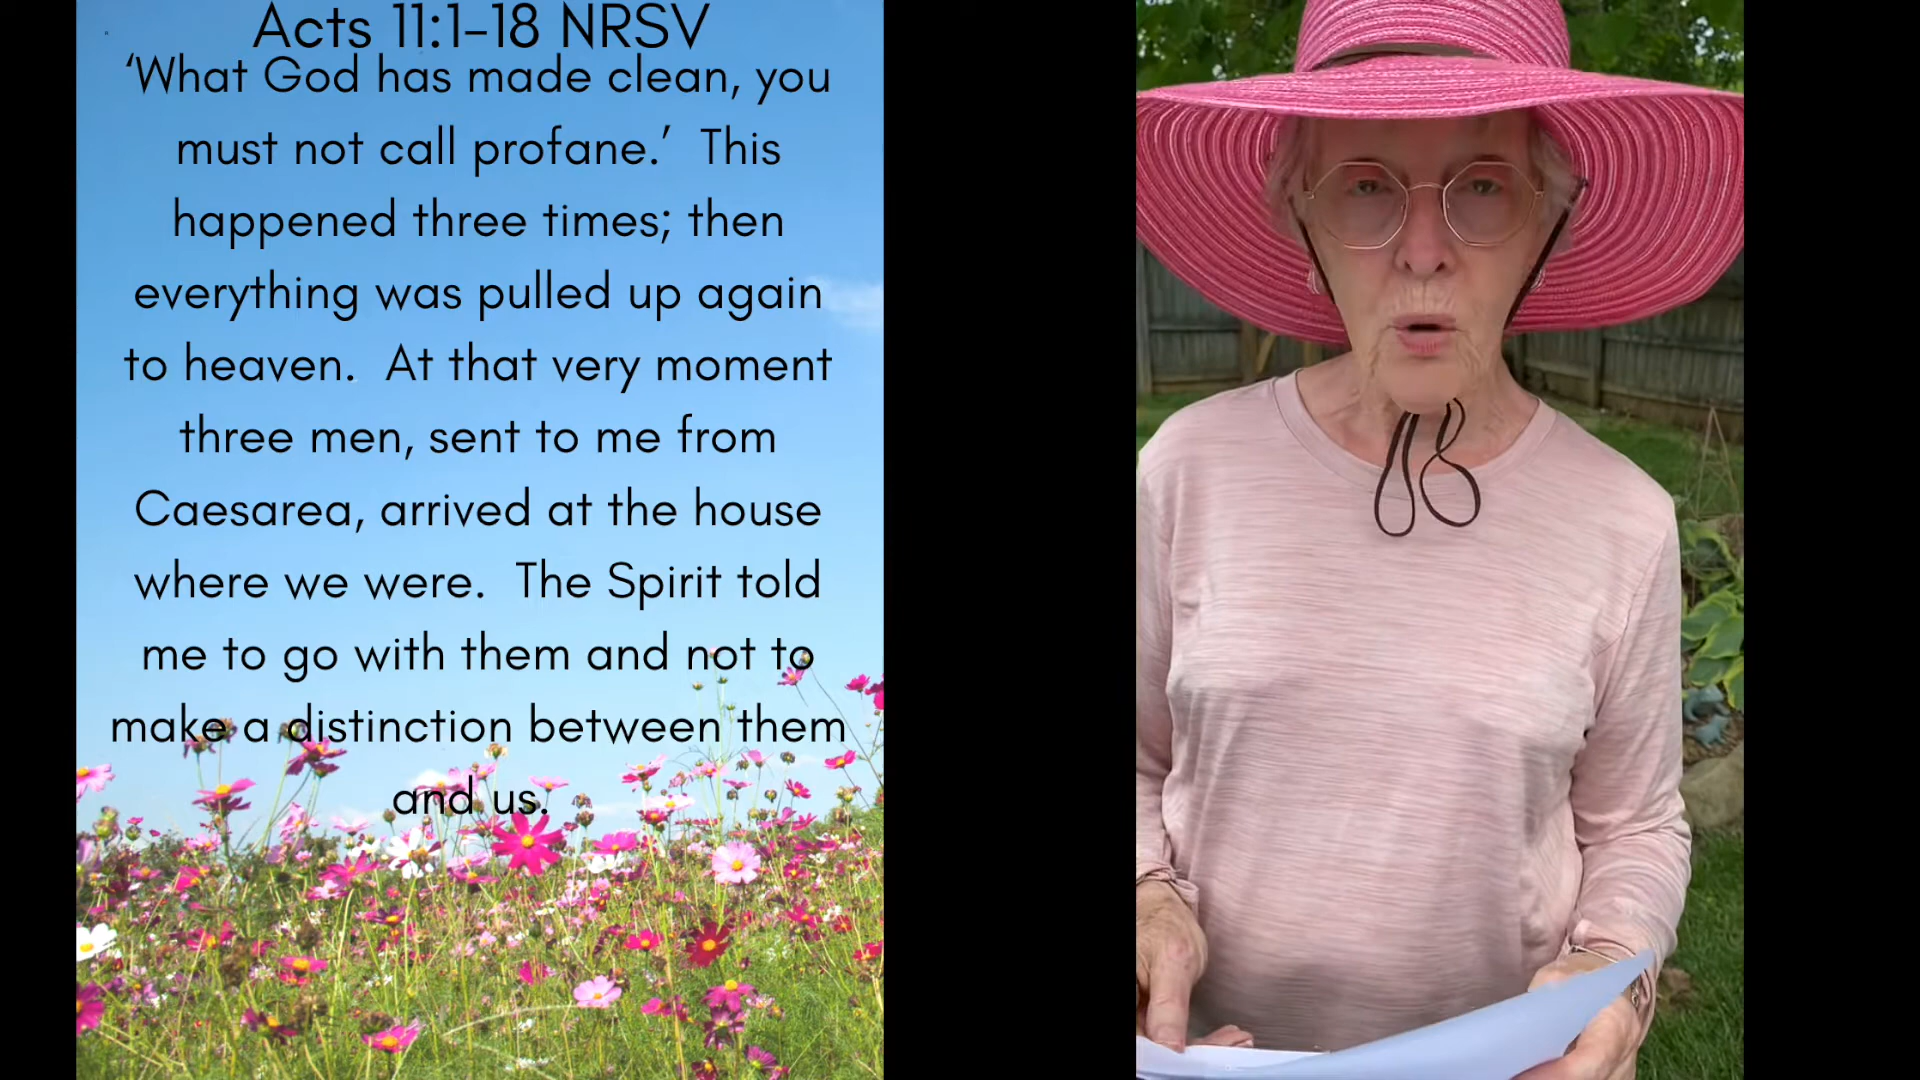 Acts 11:1-18 NRSV
‘What God has made clean, you
must not call profane.’ This
happened three times; then
everything was pulled up again
to heaven. At that very moment
three men, sent to me from
Caesarea, arrived at the house
where we were. The Spirit told
me to go with them and not to
make a distinction between them
and us.